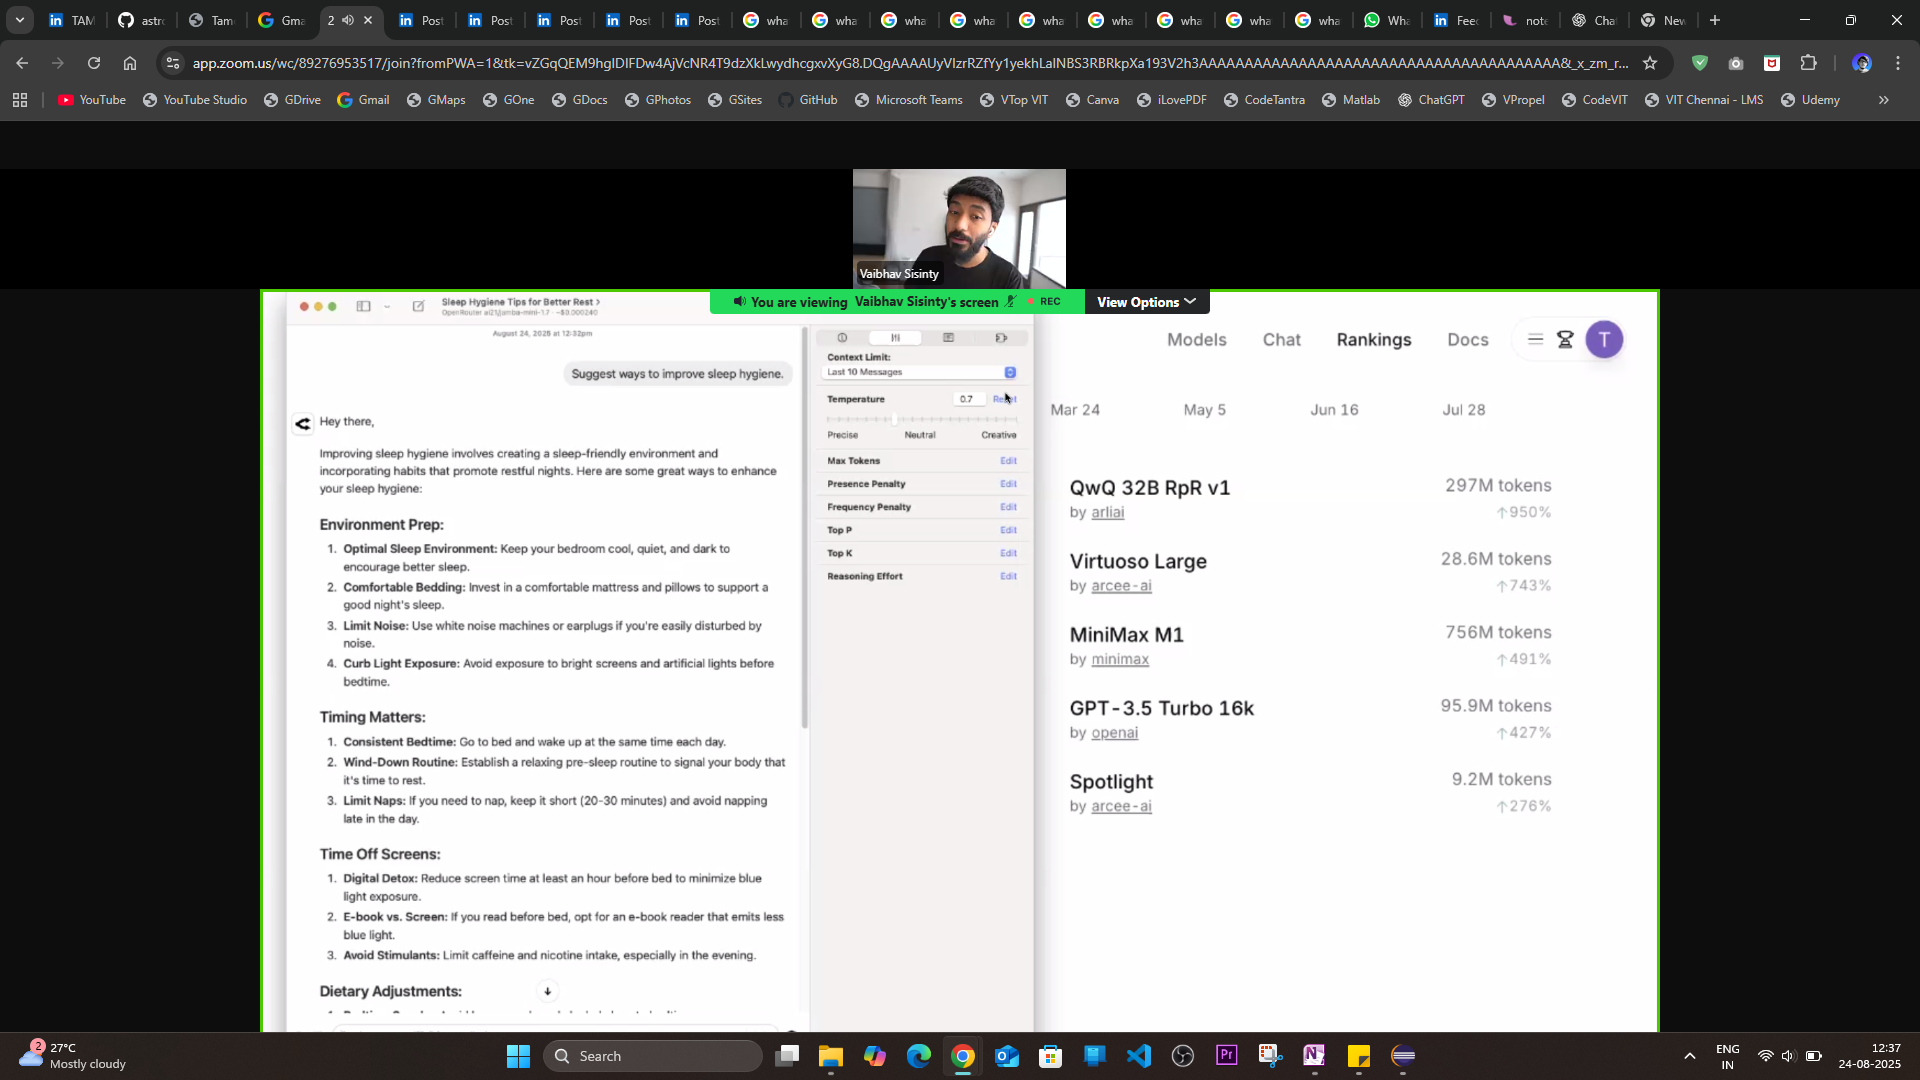 TAM
astro
Tam
Gma
2
Post
Post
Post
Post
Post
wha
wha
wha
wha
wha
wha
wha
wha
wha
Wha
Feed
note
Chat
New
app.zoom.us/wc/89276953517/join?fromPWA=1&tk=
YouTube
YouTube Studio
GDrive
Gmail
GMaps
GOne
GDocs
GPhotos
GSites
GitHub
Microsoft Teams
VTop VIT
Canva
iLovePDF
CodeTantra
Matlab
ChatGPT
VPropel
CodeVIT
VIT Chennai - LMS
Udemy
Vaibhav Sisinty
You are viewing Vaibhav Sisinty's screen
REC
View Options
Sleep Hygiene Tips for Better Rest
OpenRouter ai21/jamba-mini-1.7 · ~$0.000240
August 24, 2025 at 12:32pm
Suggest ways to improve sleep hygiene.
Hey there,
Improving sleep hygiene involves creating a sleep-friendly environment and
incorporating habits that promote restful nights. Here are some great ways to enhance
your sleep hygiene:
Environment Prep:
1. Optimal Sleep Environment: Keep your bedroom cool, quiet, and dark to
encourage better sleep.
2. Comfortable Bedding: Invest in a comfortable mattress and pillows to support a
good night's sleep.
3. Limit Noise: Use white noise machines or earplugs if you're easily disturbed by
noise.
4. Curb Light Exposure: Avoid exposure to bright screens and artificial lights before
bedtime.
Timing Matters:
1. Consistent Bedtime: Go to bed and wake up at the same time each day.
2. Wind-Down Routine: Establish a relaxing pre-sleep routine to signal your body that
it's time to rest.
3. Limit Naps: If you need to nap, keep it short (20-30 minutes) and avoid napping
late in the day.
Time Off Screens:
1. Digital Detox: Reduce screen time at least an hour before bed to minimize blue
light exposure.
2. E-book vs. Screen: If you read before bed, opt for an e-book reader that emits less
blue light.
3. Avoid Stimulants: Limit caffeine and nicotine intake, especially in the evening.
Dietary Adjustments:
Context Limit:
Last 10 Messages
Temperature
0.7
Reset
Precise
Neutral
Creative
Max Tokens
Edit
Presence Penalty
Edit
Frequency Penalty
Edit
Top P
Edit
Top K
Edit
Reasoning Effort
Edit
Models
Chat
Rankings
Docs
T
Mar 24
May 5
Jun 16
Jul 28
QwQ 32B RpR v1
297M tokens
by arliai
↑950%
Virtuoso Large
28.6M tokens
by arcee-ai
↑743%
MiniMax M1
756M tokens
by minimax
↑491%
GPT-3.5 Turbo 16k
95.9M tokens
by openai
↑427%
Spotlight
9.2M tokens
by arcee-ai
↑276%
2
27°C
Mostly cloudy
Search
Pr
ENG
IN
12:37
24-08-2025